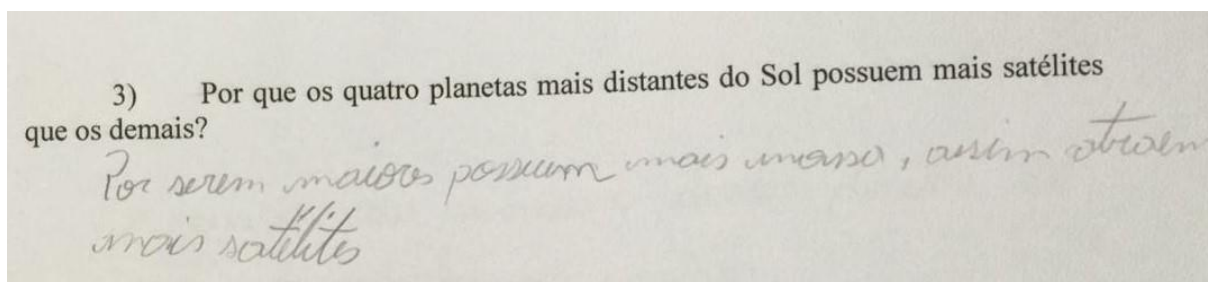 3) Por que os quatro planetas mais distantes do Sol possuem mais satélites
que os demais?
Por serem maiores possuem mais massa, assim atraem
mais satélites